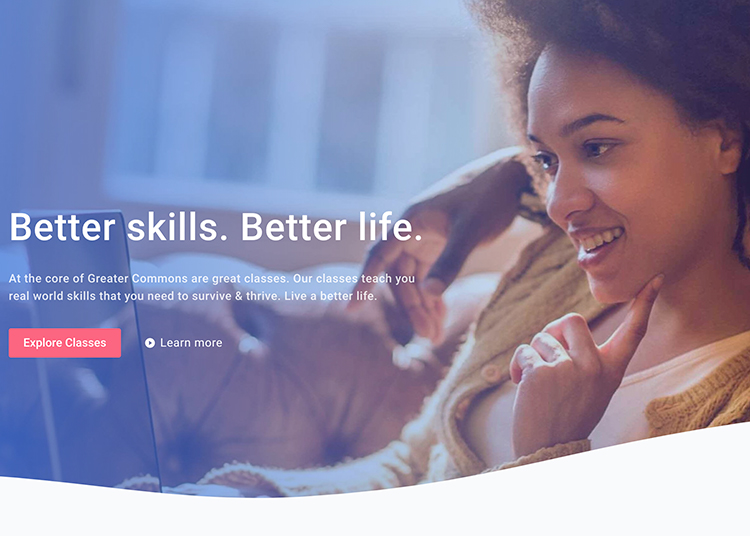 Better skills. Better life.
At the core of Greater Commons are great classes. Our classes teach you
real world skills that you need to survive & thrive. Live a better life.
Explore Classes
Learn more